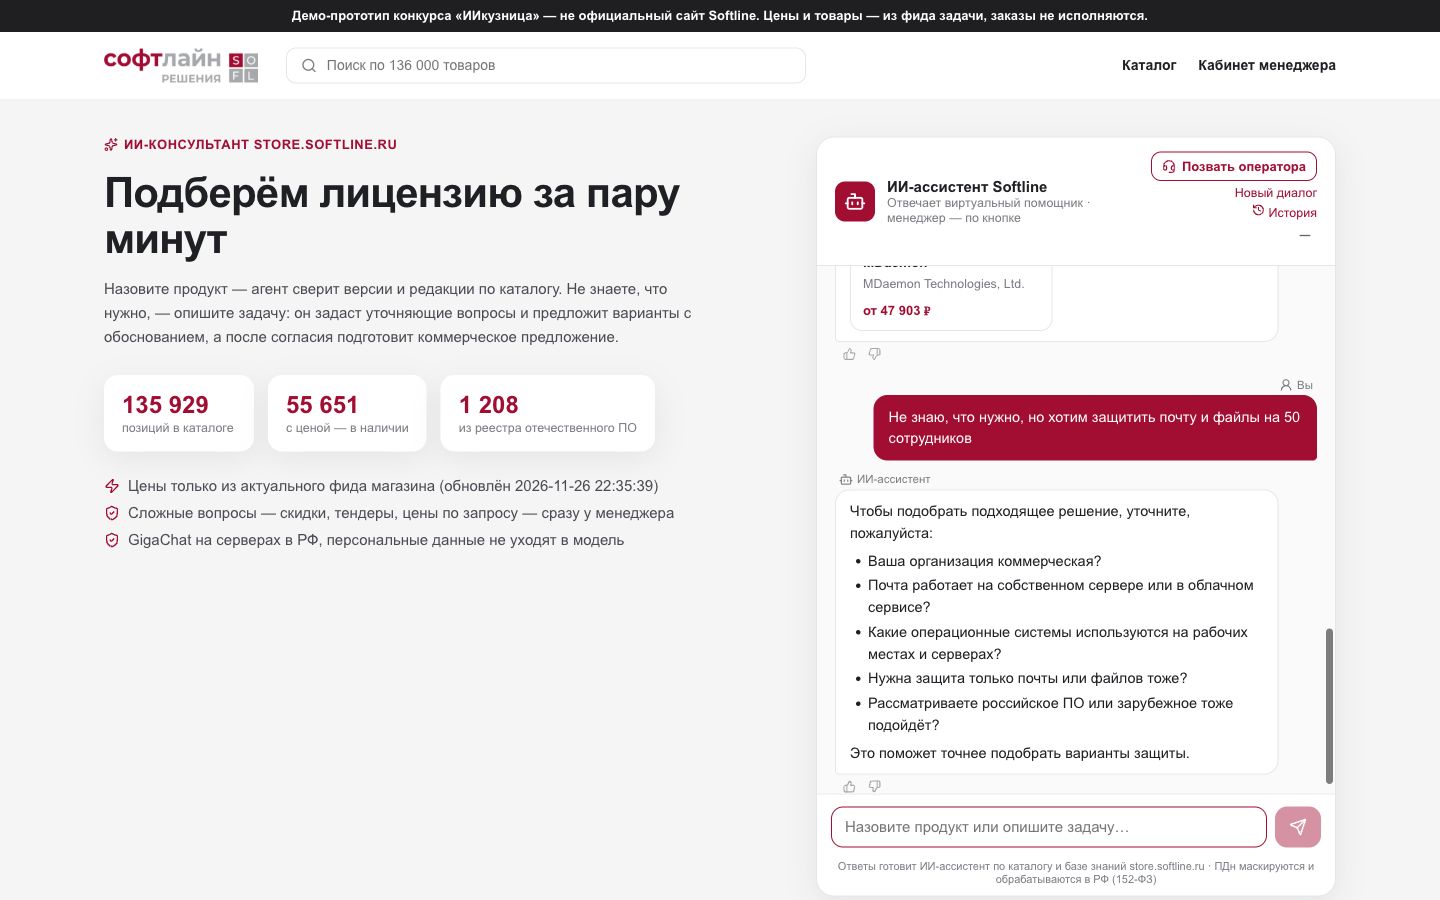 Демо-прототип конкурса «ИИкузница» — не официальный сайт Softline. Цены и товары — из фида задачи, заказы не исполняются.
софтлайн
РЕШЕНИЯ
SO
FL
Поиск по 136 000 товаров
Каталог
Кабинет менеджера
ИИ-КОНСУЛЬТАНТ STORE.SOFTLINE.RU
Подберём лицензию за пару
минут
Назовите продукт — агент сверит версии и редакции по каталогу. Не знаете, что
нужно, — опишите задачу: он задаст уточняющие вопросы и предложит варианты с
обоснованием, а после согласия подготовит коммерческое предложение.
135 929
позиций в каталоге
55 651
с ценой — в наличии
1 208
из реестра отечественного ПО
Цены только из актуального фида магазина (обновлён 2026-11-26 22:35:39)
Сложные вопросы — скидки, тендеры, цены по запросу — сразу у менеджера
GigaChat на серверах в РФ, персональные данные не уходят в модель
ИИ-ассистент Softline
Отвечает виртуальный помощник ·
менеджер — по кнопке
Позвать оператора
Новый диалог
История
—
MDaemon Technologies, Ltd.
от 47 903 ₽
Вы
Не знаю, что нужно, но хотим защитить почту и файлы на 50
сотрудников
ИИ-ассистент
Чтобы подобрать подходящее решение, уточните,
пожалуйста:
• Ваша организация коммерческая?
• Почта работает на собственном сервере или в облачном
сервисе?
• Какие операционные системы используются на рабочих
местах и серверах?
• Нужна защита только почты или файлов тоже?
• Рассматриваете российское ПО или зарубежное тоже
подойдёт?
Это поможет точнее подобрать варианты защиты.
Назовите продукт или опишите задачу…
Ответы готовит ИИ-ассистент по каталогу и базе знаний store.softline.ru · ПДн маскируются и
обрабатываются в РФ (152-ФЗ)